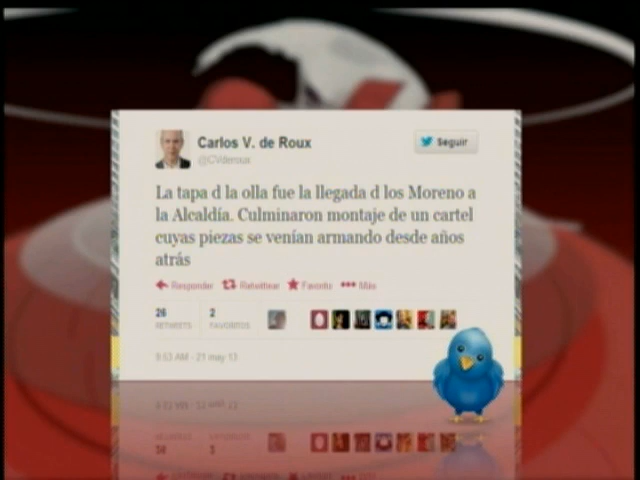 Carlos V. de Roux
Seguir
@CVderoux
La tapa d la olla fue la llegada d los Moreno a
la Alcaldía. Culminaron montaje de un cartel
cuyas piezas se venían armando desde años
atrás
Responder Retwittear Favorito Más
26 2
RETWEETS FAVORITOS
9:53 AM - 21 may 13